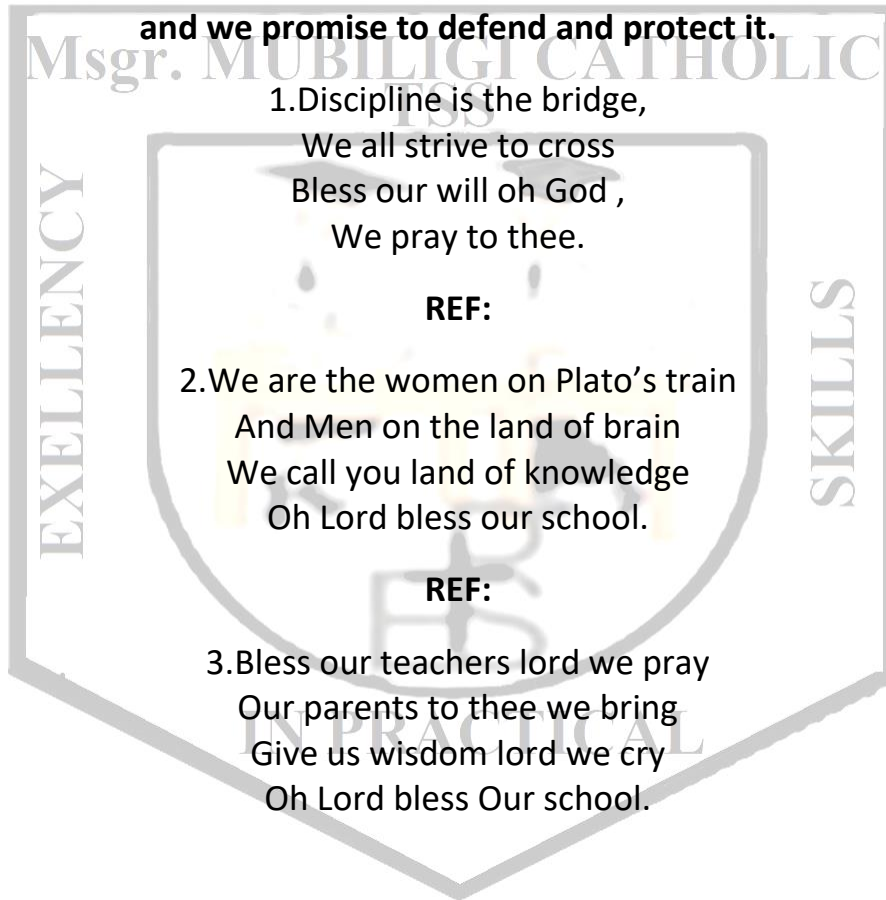 and we promise to defend and protect it.
Msgr. MUBILIGI CATHOLIC
TSS
1.Discipline is the bridge,
We all strive to cross
Bless our will oh God ,
We pray to thee.
REF:
2.We are the women on Plato’s train
And Men on the land of brain
We call you land of knowledge
Oh Lord bless our school.
REF:
3.Bless our teachers lord we pray
Our parents to thee we bring
Give us wisdom lord we cry
Oh Lord bless Our school.
EXELLENCY
SKILLS
IN PRACTICAL